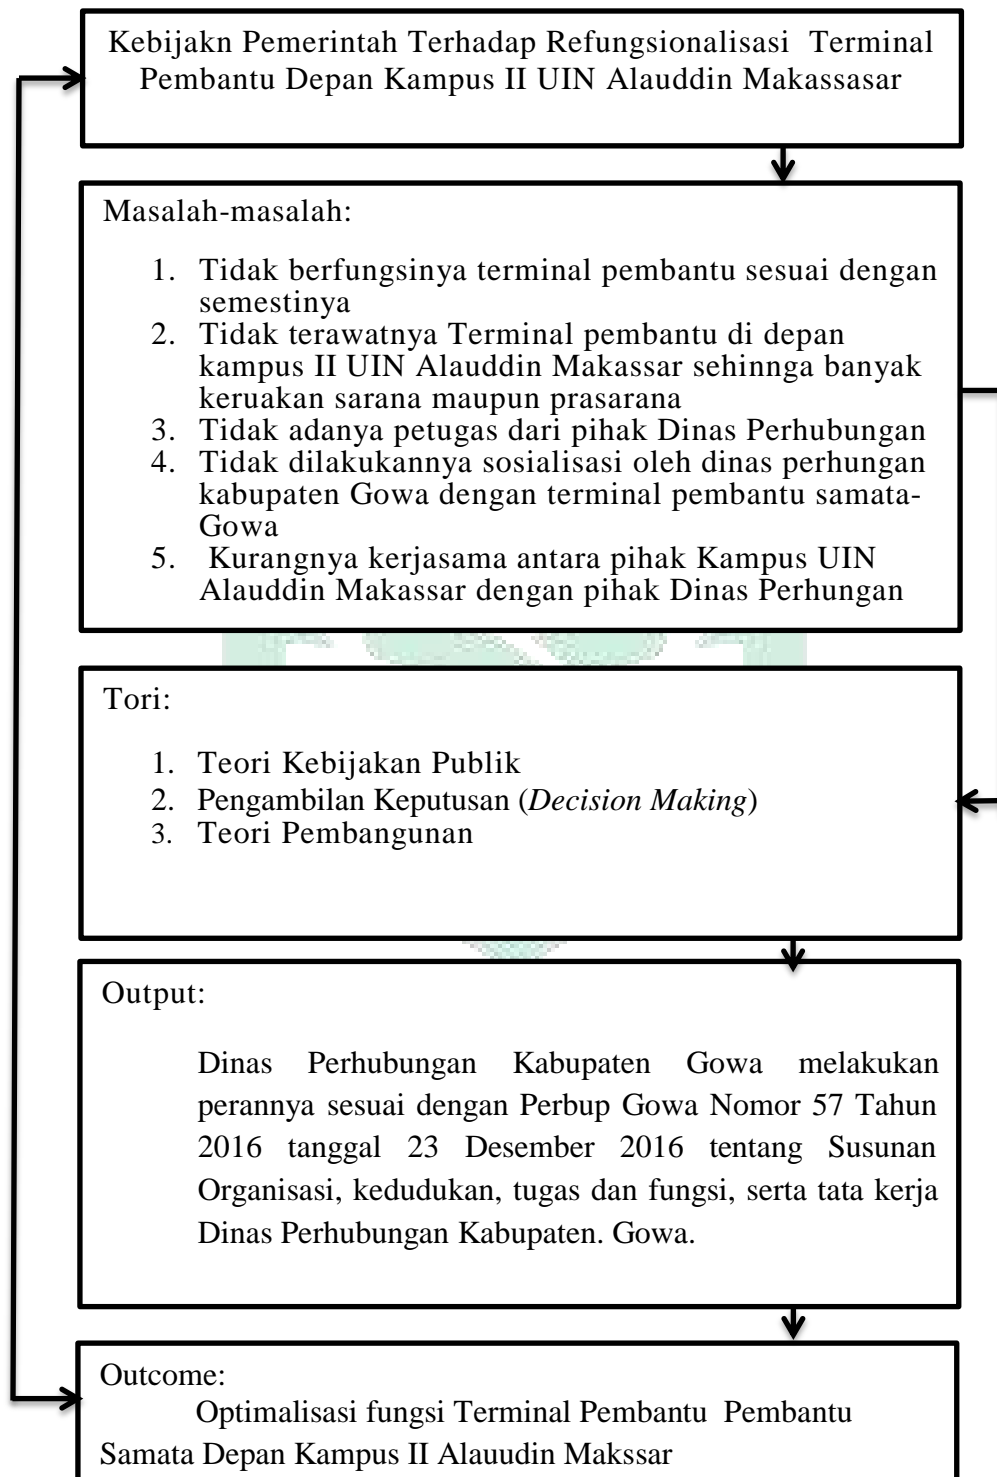 Kebijakn Pemerintah Terhadap Refungsionalisasi Terminal
Pembantu Depan Kampus II UIN Alauddin Makassasar
Masalah-masalah:
1. Tidak berfungsinya terminal pembantu sesuai dengan
semestinya
2. Tidak terawatnya Terminal pembantu di depan
kampus II UIN Alauddin Makassar sehinnga banyak
keruakan sarana maupun prasarana
3. Tidak adanya petugas dari pihak Dinas Perhubungan
4. Tidak dilakukannya sosialisasi oleh dinas perhungan
kabupaten Gowa dengan terminal pembantu samata-
Gowa
5. Kurangnya kerjasama antara pihak Kampus UIN
Alauddin Makassar dengan pihak Dinas Perhungan
Tori:
1. Teori Kebijakan Publik
2. Pengambilan Keputusan (Decision Making)
3. Teori Pembangunan
Output:
Dinas Perhubungan Kabupaten Gowa melakukan
perannya sesuai dengan Perbup Gowa Nomor 57 Tahun
2016 tanggal 23 Desember 2016 tentang Susunan
Organisasi, kedudukan, tugas dan fungsi, serta tata kerja
Dinas Perhubungan Kabupaten. Gowa.
Outcome:
Optimalisasi fungsi Terminal Pembantu Pembantu
Samata Depan Kampus II Alauudin Makssar